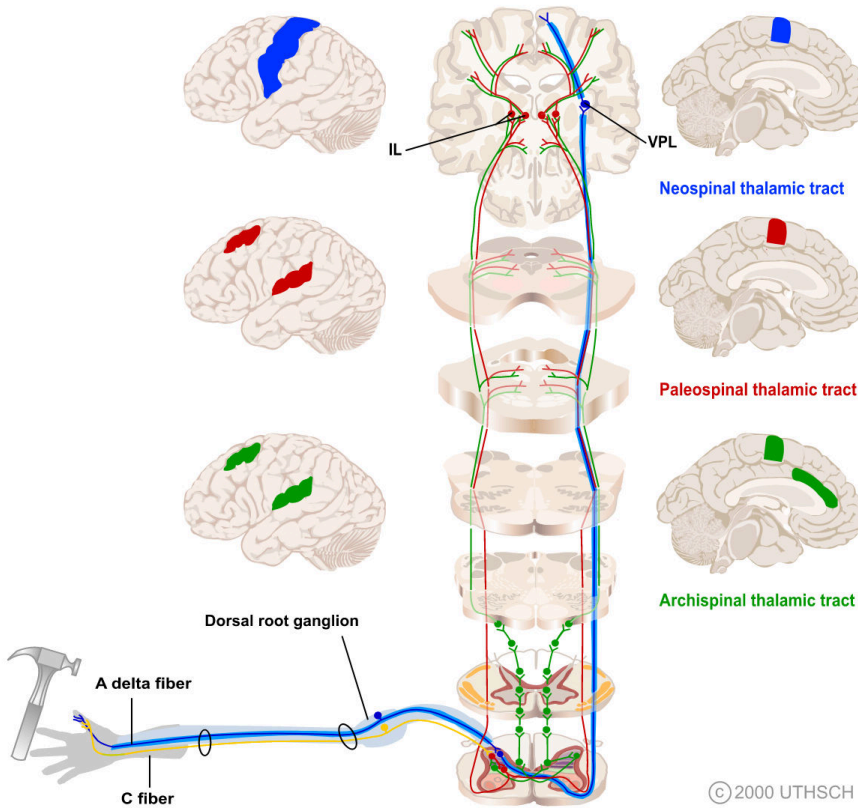 IL
VPL
Neospinal thalamic tract
Paleospinal thalamic tract
Archispinal thalamic tract
Dorsal root ganglion
A delta fiber
C fiber
© 2000 UTHSCH